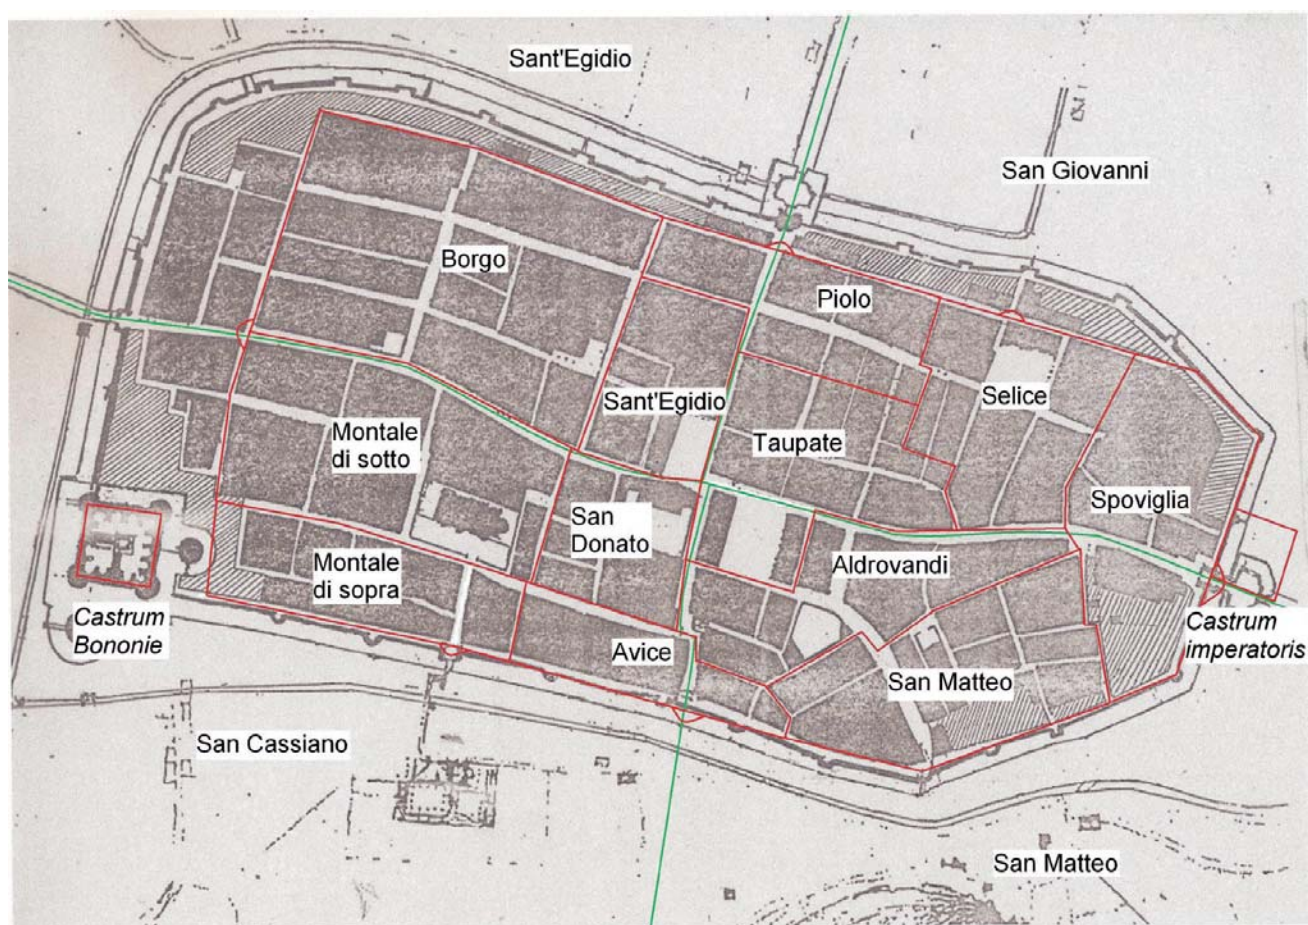 Sant'Egidio
San Giovanni
Borgo
Piolo
Selice
Sant'Egidio
Montale
di sotto
Taupate
Spoviglia
San
Donato
Aldrovandi
Montale
di sopra
Castrum
Bononie
Castrum
imperatoris
Avice
San Matteo
San Cassiano
San Matteo